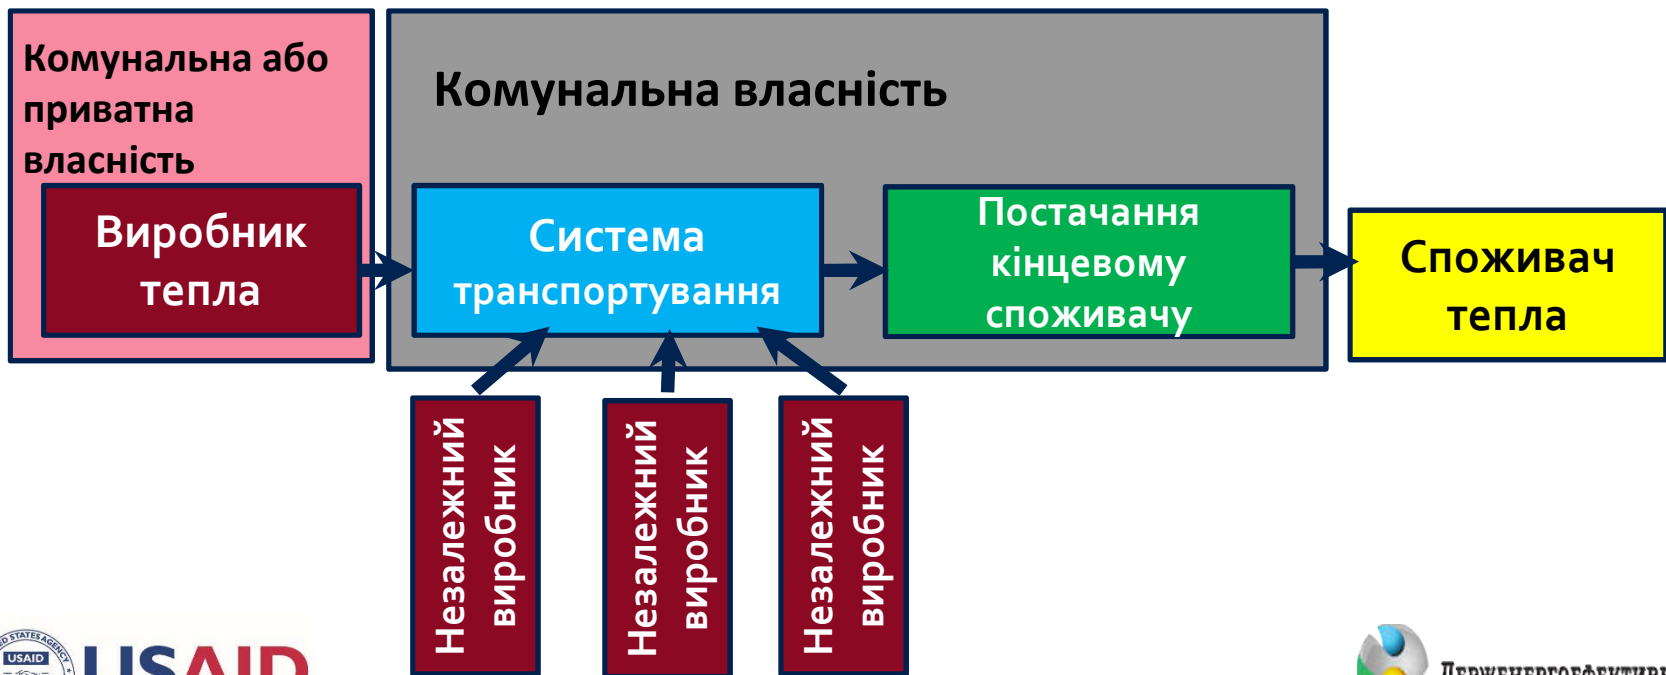 Комунальна або
приватна
власність
Комунальна власність
Виробник
тепла
Система
транспортування
Постачання
кінцевому
споживачу
Споживач
тепла
Незалежний
виробник
Незалежний
виробник
Незалежний
виробник
USAID
USAID